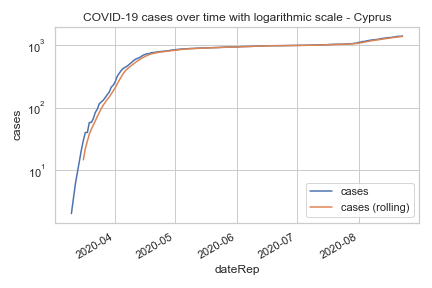 COVID-19 cases over time with logarithmic scale - Cyprus
10³
10²
10¹
cases
2020-04
2020-05
2020-06
2020-07
2020-08
dateRep
cases
cases (rolling)